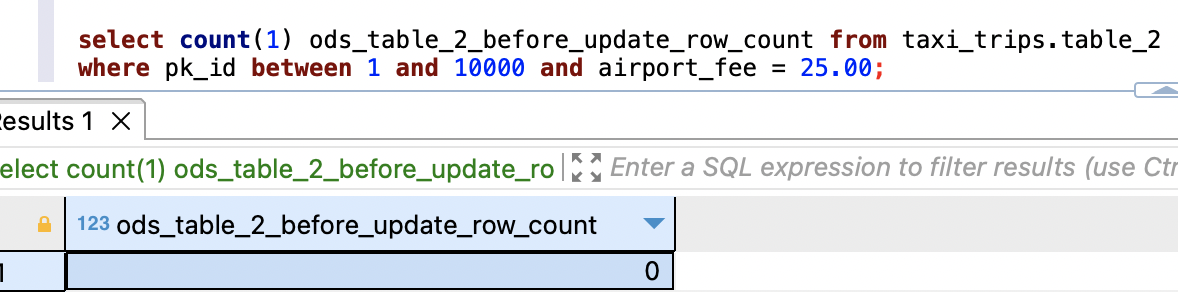 select count(1) ods_table_2_before_update_row_count from taxi_trips.table_2
where pk_id between 1 and 10000 and airport_fee = 25.00;
esults 1
elect count(1) ods_table_2_before_update_ro Enter a SQL expression to filter results (use Ctr
123 ods_table_2_before_update_row_count
1 0